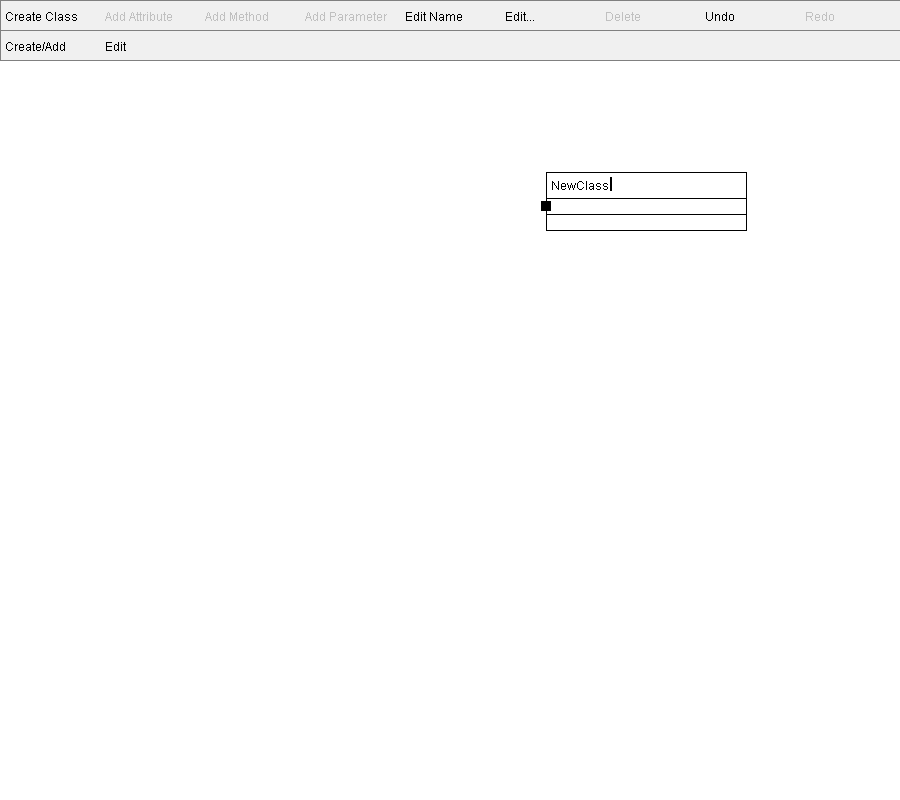 Create Class Add Attribute Add Method Add Parameter Edit Name Edit... Delete Undo Redo
Create/Add Edit
NewClass